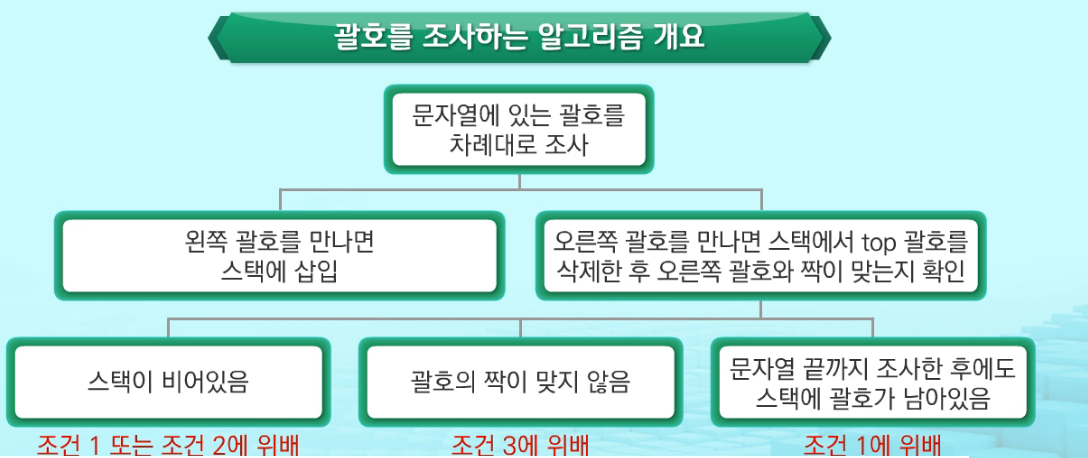 괄호를 조사하는 알고리즘 개요
문자열에 있는 괄호를
차례대로 조사
왼쪽 괄호를 만나면
스택에 삽입
오른쪽 괄호를 만나면 스택에서 top 괄호를
삭제한 후 오른쪽 괄호와 짝이 맞는지 확인
스택이 비어있음
조건 1 또는 조건 2에 위배
괄호의 짝이 맞지 않음
조건 3에 위배
문자열 끝까지 조사한 후에도
스택에 괄호가 남아있음
조건 1에 위배